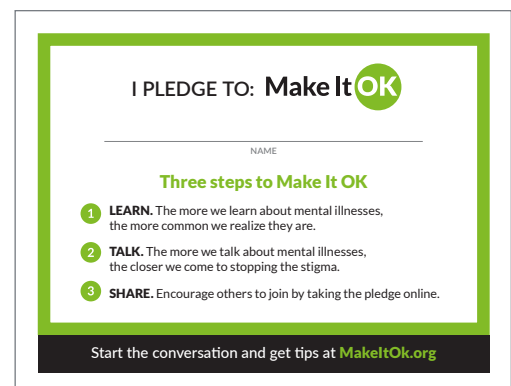 I PLEDGE TO: Make It OK
NAME
Three steps to Make It OK
1 LEARN. The more we learn about mental illnesses,
the more common we realize they are.
2 TALK. The more we talk about mental illnesses,
the closer we come to stopping the stigma.
3 SHARE. Encourage others to join by taking the pledge online.
Start the conversation and get tips at MakeItOk.org